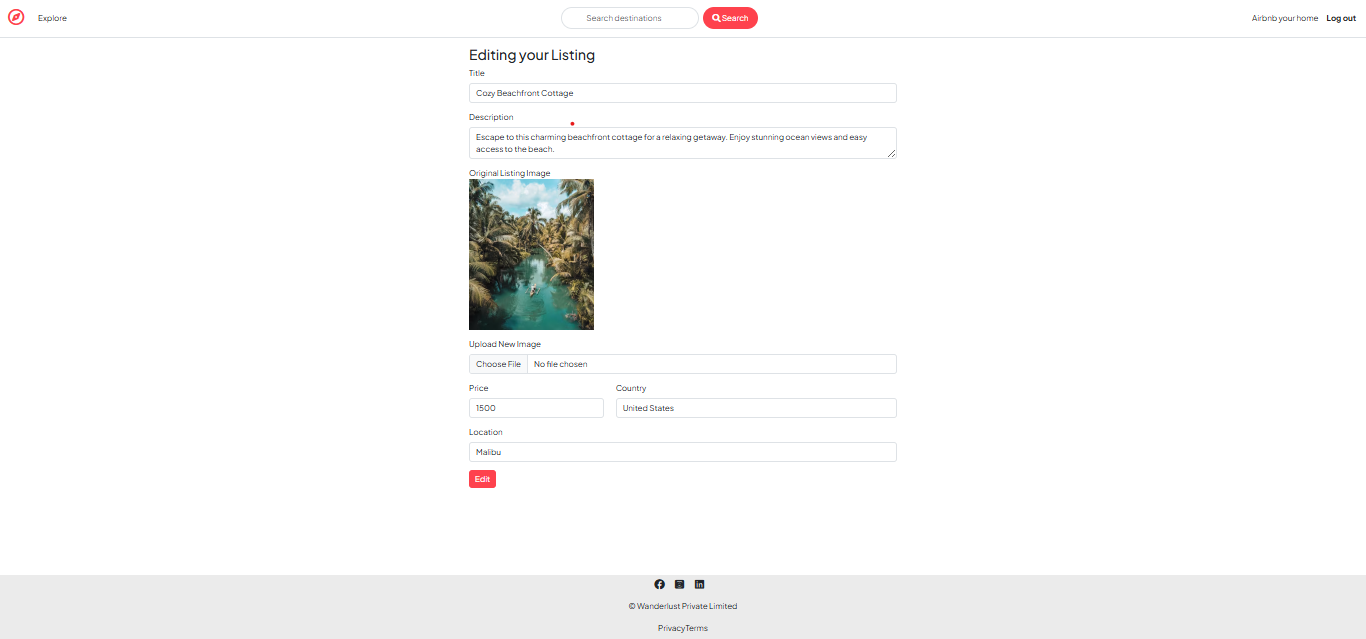 Explore
Search destinations
Search
Airbnb your home
Log out
Editing your Listing
Title
Cozy Beachfront Cottage
Description
Escape to this charming beachfront cottage for a relaxing getaway. Enjoy stunning ocean views and easy
access to the beach.
Original Listing Image
Upload New Image
Choose File No file chosen
Price
Country
1500
United States
Location
Malibu
Edit
© Wanderlust Private Limited
PrivacyTerms